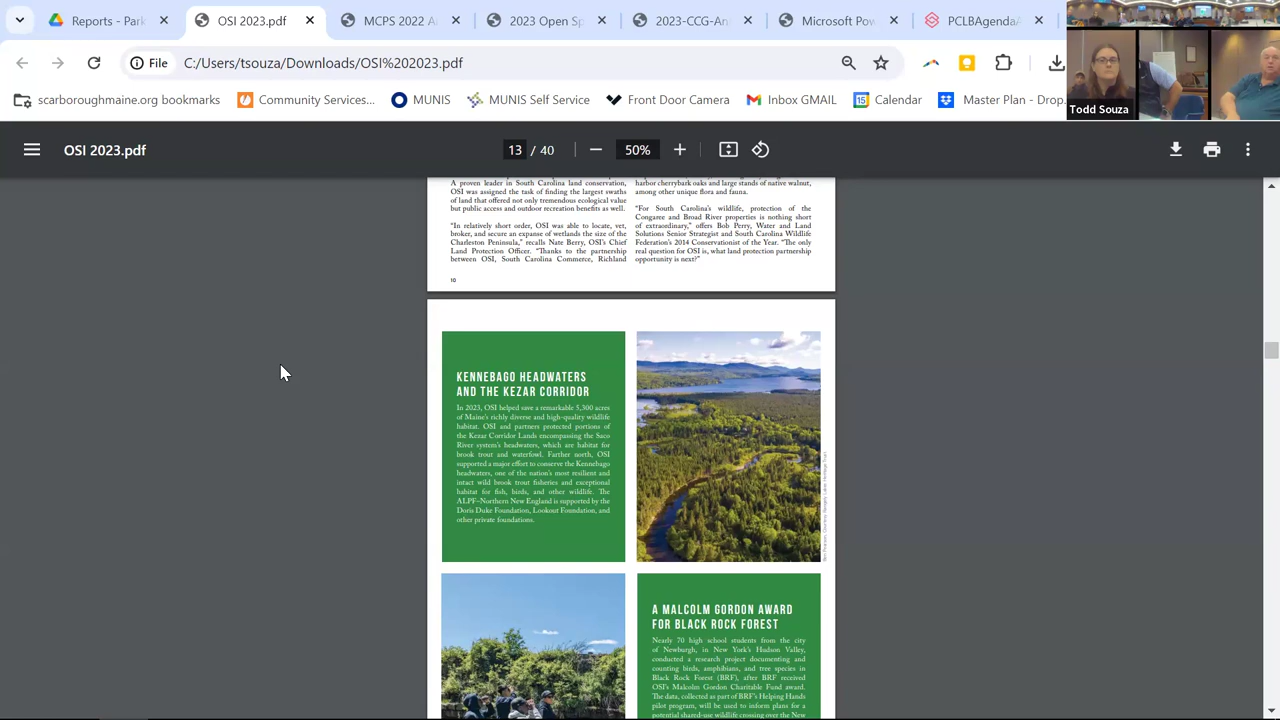 Reports - Park
OSI 2023.pdf
MCPS 2022: A
2023 Open Sp
2023-CCG-An
Microsoft Pow
PCLBAgendaA
File
C:/Users/tsouza/Downloads/OSI%202023.pdf
scarboroughmaine.org bookmarks
Community Services...
MUNIS
MUNIS Self Service
Front Door Camera
Inbox GMAIL
15
Calendar
Master Plan - Drop
Todd Souza
OSI 2023.pdf
13 / 40
50%
A proven leader in South Carolina land conservation,
OSI was assigned the task of finding the largest swaths
of land that offered not only tremendous ecological value
but public access and outdoor recreation benefits as well.
"In relatively short order, OSI was able to locate, vet,
broker, and secure an expanse of wetlands the size of the
Charleston Peninsula," recalls Nate Berry, OSI's Chief
Land Protection Officer. "Thanks to the partnership
between OSI, South Carolina Commerce, Richland
harbor cherrybark oaks and large stands of native walnut,
among other unique flora and fauna.
"For South Carolina's wildlife, protection of the
Congaree and Broad River properties is nothing short
of extraordinary," offers Bob Perry, Water and Land
Solutions Senior Strategist and South Carolina Wildlife
Federation's 2014 Conservationist of the Year. "The only
real question for OSI is, what land protection partnership
opportunity is next?"
10
KENNEBAGO HEADWATERS
AND THE KEZAR CORRIDOR
In 2023, OSI helped save a remarkable 5,300 acres
of Maine's richly diverse and high-quality wildlife
habitat. OSI and partners protected portions of
the Kezar Corridor Lands encompassing the Saco
River system's headwaters, which are habitat for
brook trout and waterfowl. Farther north, OSI
supported a major effort to conserve the Kennebago
headwaters, one of the nation's most resilient and
intact wild brook trout fisheries and exceptional
habitat for fish, birds, and other wildlife. The
ALPF–Northern New England is supported by the
Doris Duke Foundation, Lookout Foundation, and
other private foundations.
A MALCOLM GORDON AWARD
FOR BLACK ROCK FOREST
Nearly 70 high school students from the city
of Newburgh, in New York's Hudson Valley,
conducted a research project documenting and
counting birds, amphibians, and tree species in
Black Rock Forest (BRF), after BRF received
OSI's Malcolm Gordon Charitable Fund award.
The data, collected as part of BRF's Helping Hands
pilot program, will be used to inform plans for a
potential shared-use wildlife crossing over the New